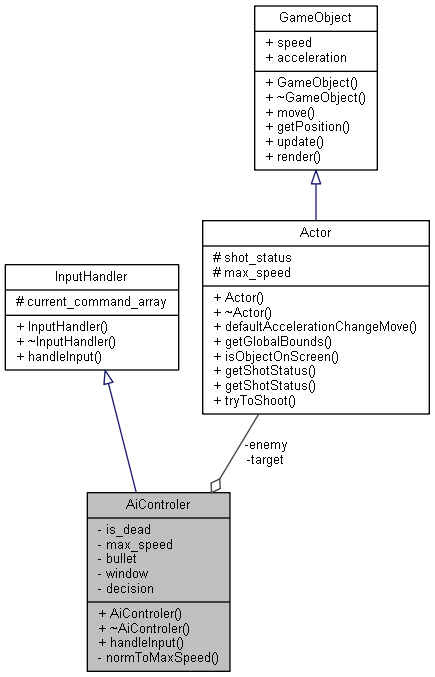 GameObject
+ speed
+ acceleration
+ GameObject()
+ ~GameObject()
+ move()
+ getPosition()
+ update()
+ render()
Actor
# shot_status
# max_speed
+ Actor()
+ ~Actor()
+ defaultAccelerationChangeMove()
+ getGlobalBounds()
+ isObjectOnScreen()
+ getShotStatus()
+ getShotStatus()
+ tryToShoot()
InputHandler
# current_command_array
+ InputHandler()
+ ~InputHandler()
+ handleInput()
-enemy
-target
AiControler
- is_dead
- max_speed
- bullet
- window
- decision
+ AiControler()
+ ~AiControler()
+ handleInput()
- normToMaxSpeed()